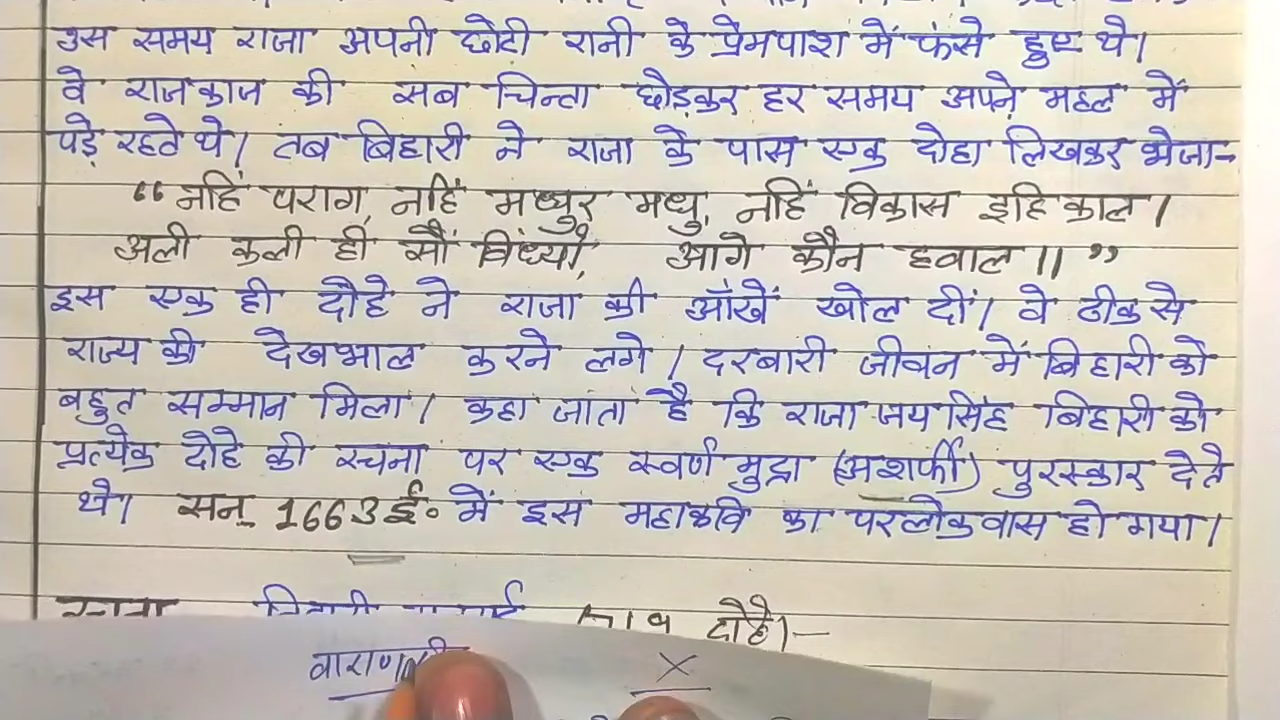 उस समय राजा अपनी छोटी रानी के प्रेमपाश में फंसे हुए थे।
वे राजकाज की सब चिन्ता छोड़कर हर समय अपने महल में
पड़े रहते थे। तब बिहारी ने राजा के पास एक दोहा लिखकर भेजा-
“नहिं पराग, नहिं मधुर मधु, नहिं विकास इहि काल।
अली कली ही सौं विंध्यौ, आगे कौन हवाल॥”
इस एक ही दोहे ने राजा की आँखें खोल दीं। वे ठीक से
राज्य की देखभाल करने लगे। दरबारी जीवन में बिहारी को
बहुत सम्मान मिला। कहा जाता है कि राजा जयसिंह बिहारी को
प्रत्येक दोहे की रचना पर एक स्वर्ण मुद्रा (अशर्फी) पुरस्कार देते
थे। सन् 1663 ई० में इस महाकवि का परलोकवास हो गया।
दोहे।-
X